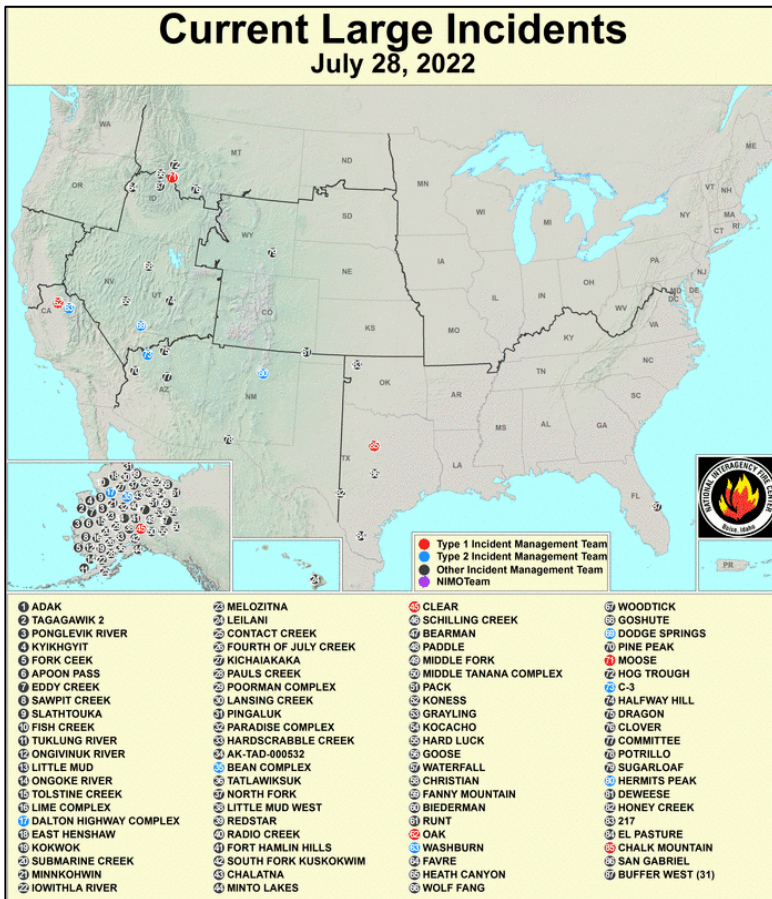 Current Large Incidents
July 28, 2022
WA
MT
ND
MN
ME
OR
ID
SD
WI
MI
VT
NH
NY
MA
CT
RI
WY
IA
NE
PA
NJ
NV
UT
IL
IN
OH
MD
DE
DC
CA
CO
WV
VA
KS
MO
KY
NC
AZ
NM
OK
AR
TN
SC
MS
AL
GA
TX
LA
FL
PR
NATIONAL INTERAGENCY FIRE CENTER
Boise, Idaho
Type 1 Incident Management Team
Type 2 Incident Management Team
Other Incident Management Team
NIMOTeam
1 ADAK
2 TAGAGAWIK 2
3 PONGLEVIK RIVER
4 KYIKHGYIT
5 FORK CEEK
6 APOON PASS
7 EDDY CREEK
8 SAWPIT CREEK
9 SLATHTOUKA
10 FISH CREEK
11 TUKLUNG RIVER
12 ONGIVINUK RIVER
13 LITTLE MUD
14 ONGOKE RIVER
15 TOLSTINE CREEK
16 LIME COMPLEX
17 DALTON HIGHWAY COMPLEX
18 EAST HENSHAW
19 KOKWOK
20 SUBMARINE CREEK
21 MINNKOHWIN
22 IOWITHLA RIVER
23 MELOZITNA
24 LEILANI
25 CONTACT CREEK
26 FOURTH OF JULY CREEK
27 KICHAIAKAKA
28 PAULS CREEK
29 POORMAN COMPLEX
30 LANSING CREEK
31 PINGALUK
32 PARADISE COMPLEX
33 HARDSCRABBLE CREEK
34 AK-TAD-000532
35 BEAN COMPLEX
36 TATLAWIKSUK
37 NORTH FORK
38 LITTLE MUD WEST
39 REDSTAR
40 RADIO CREEK
41 FORT HAMLIN HILLS
42 SOUTH FORK KUSKOKWIM
43 CHALATNA
44 MINTO LAKES
45 CLEAR
46 SCHILLING CREEK
47 BEARMAN
48 PADDLE
49 MIDDLE FORK
50 MIDDLE TANANA COMPLEX
51 PACK
52 KONESS
53 GRAYLING
54 KOCACHO
55 HARD LUCK
56 GOOSE
57 WATERFALL
58 CHRISTIAN
59 FANNY MOUNTAIN
60 BIEDERMAN
61 RUNT
62 OAK
63 WASHBURN
64 FAVRE
65 HEATH CANYON
66 WOLF FANG
67 WOODTICK
68 GOSHUTE
69 DODGE SPRINGS
70 PINE PEAK
71 MOOSE
72 HOG TROUGH
73 C-3
74 HALFWAY HILL
75 DRAGON
76 CLOVER
77 COMMITTEE
78 POTRILLO
79 SUGARLOAF
80 HERMITS PEAK
81 DEWEESE
82 HONEY CREEK
83 217
84 EL PASTURE
85 CHALK MOUNTAIN
86 SAN GABRIEL
87 BUFFER WEST (31)